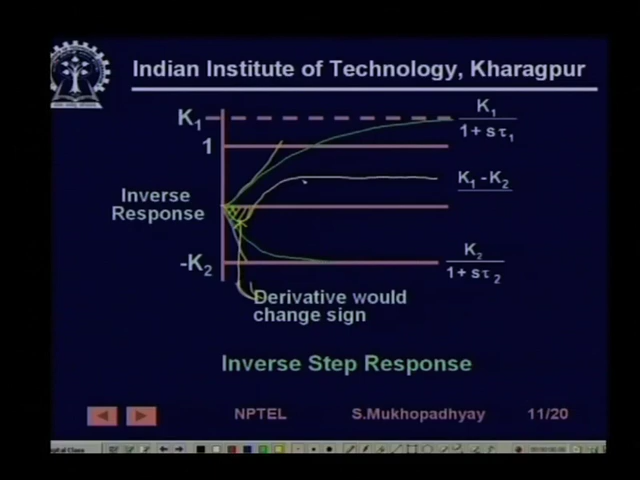 Indian Institute of Technology, Kharagpur
K₁
K₁
1 + sτ₁
1
Inverse
Response
K₁ - K₂
-K₂
K₂
1 + sτ₂
Derivative would
change sign
Inverse Step Response
NPTEL
S.Mukhopadhyay
11/20